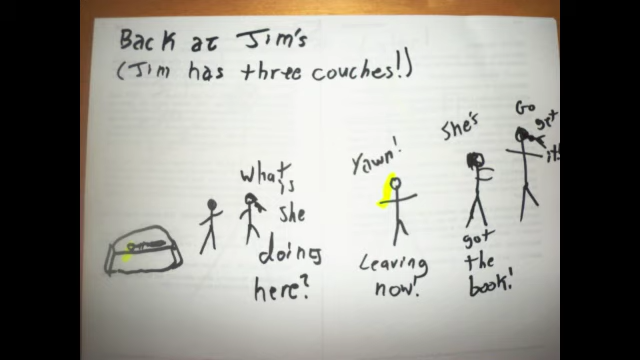 Back at Jim's
(Jim has three couches!)
what
is
she
doing
here?
Yawn!
Leaving
now!
She's
got
the
book!
Go
get
it!